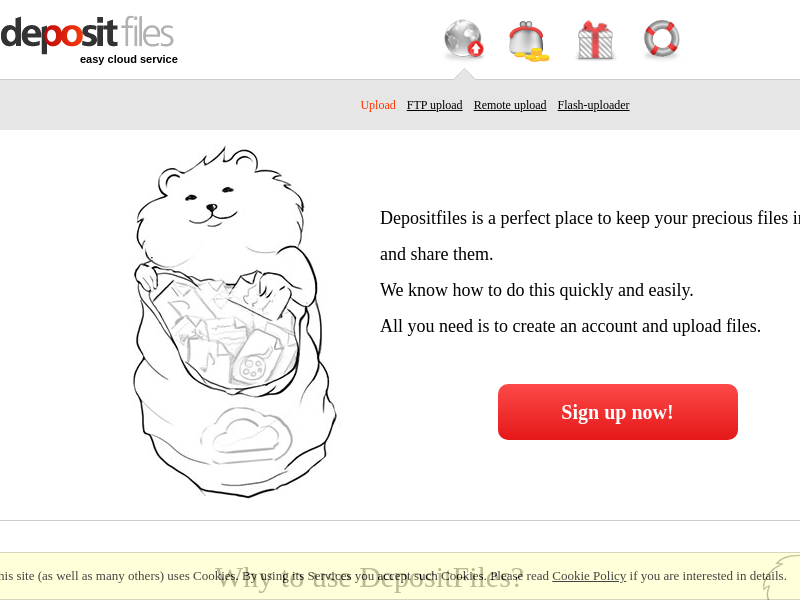 depositfiles
easy cloud service
Upload FTP upload Remote upload Flash-uploader
Depositfiles is a perfect place to keep your precious files
and share them.
We know how to do this quickly and easily.
All you need is to create an account and upload files.
Sign up now!
Why to use DepositFiles?
his site (as well as many others) uses Cookies. By using its Services you accept such Cookies. Please read Cookie Policy if you are interested in details.